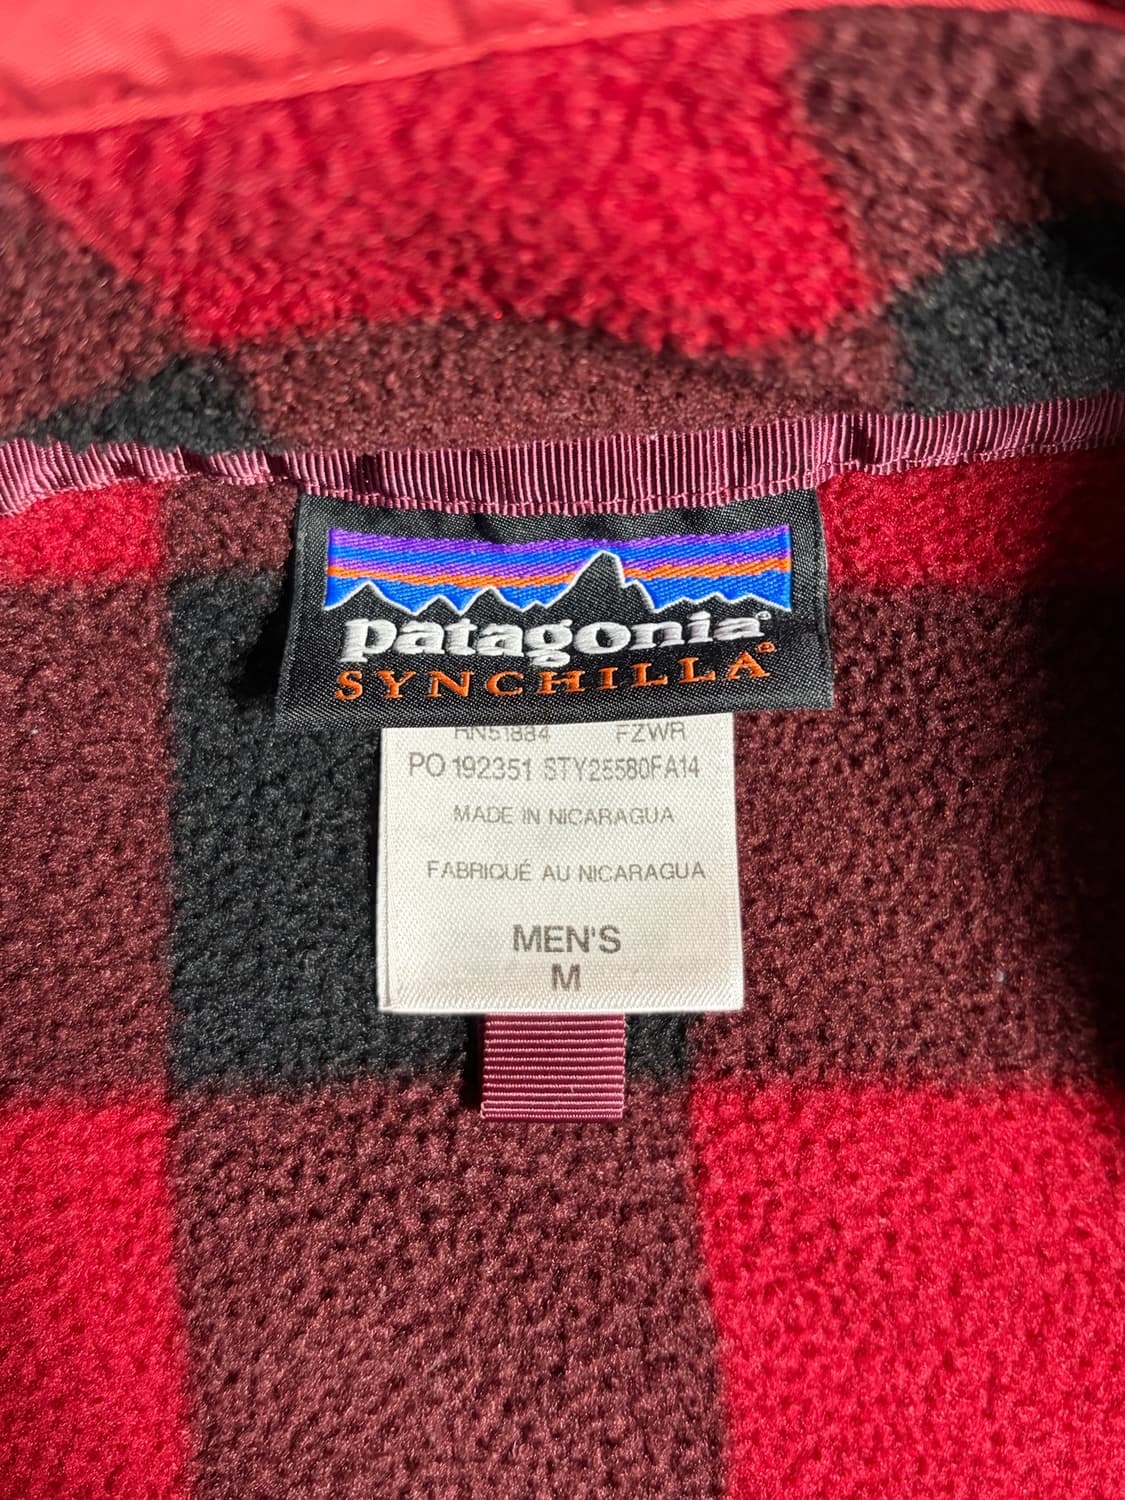 patagonia®
SYNCHILLA®
RN51884 FZWR
PO 192351 STY25580FA14
MADE IN NICARAGUA
FABRIQUÉ AU NICARAGUA
MEN'S
M